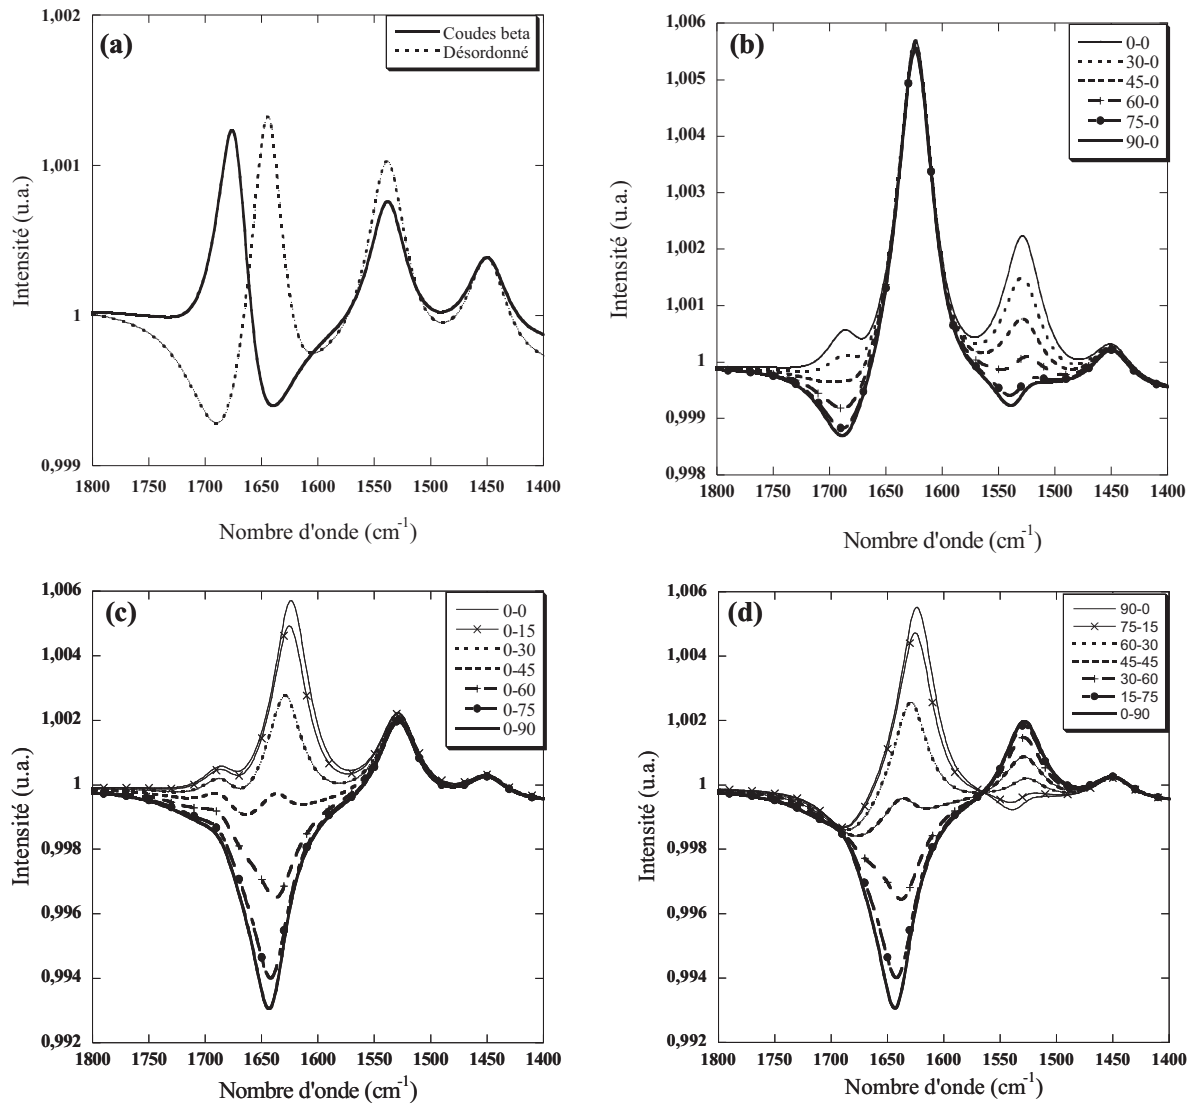 (a)
Coudes beta
Désordonné
1,002
1,001
1
0,999
Intensité (u.a.)
1800 1750 1700 1650 1600 1550 1500 1450 1400
Nombre d'onde (cm-1)
(b)
0-0
30-0
45-0
60-0
75-0
90-0
1,006
1,005
1,004
1,003
1,002
1,001
1
0,999
0,998
Intensité (u.a.)
1800 1750 1700 1650 1600 1550 1500 1450 1400
Nombre d'onde (cm-1)
(c)
0-0
0-15
0-30
0-45
0-60
0-75
0-90
1,006
1,004
1,002
1
0,998
0,996
0,994
0,992
Intensité (u.a.)
1800 1750 1700 1650 1600 1550 1500 1450 1400
Nombre d'onde (cm-1)
(d)
90-0
75-15
60-30
45-45
30-60
15-75
0-90
1,006
1,004
1,002
1
0,998
0,996
0,994
0,992
Intensité (u.a.)
1800 1750 1700 1650 1600 1550 1500 1450 1400
Nombre d'onde (cm-1)